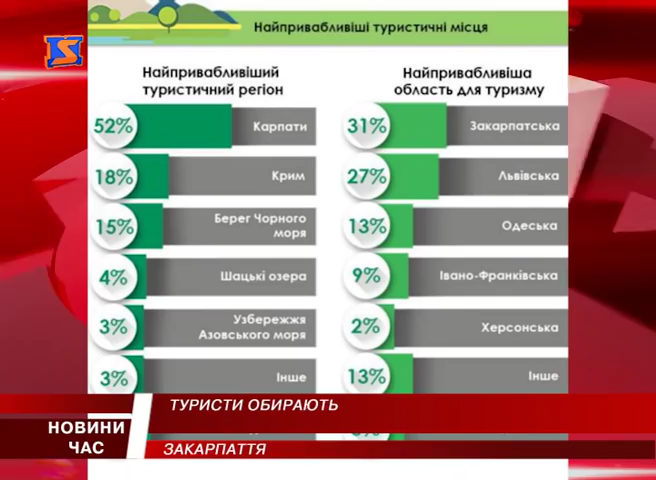 Найпривабливіші туристичні місця
Найпривабливіший
туристичний регіон
52% Карпати
18% Крим
15% Берег Чорного
моря
4% Шацькі озера
3% Узбережжя
Азовського моря
3% Інше
Найпривабливіша
область для туризму
31% Закарпатська
27% Львівська
13% Одеська
9% Івано-Франківська
2% Херсонська
13% Інше
ТУРИСТИ ОБИРАЮТЬ
НОВИНИ
ЧАС
ЗАКАРПАТТЯ